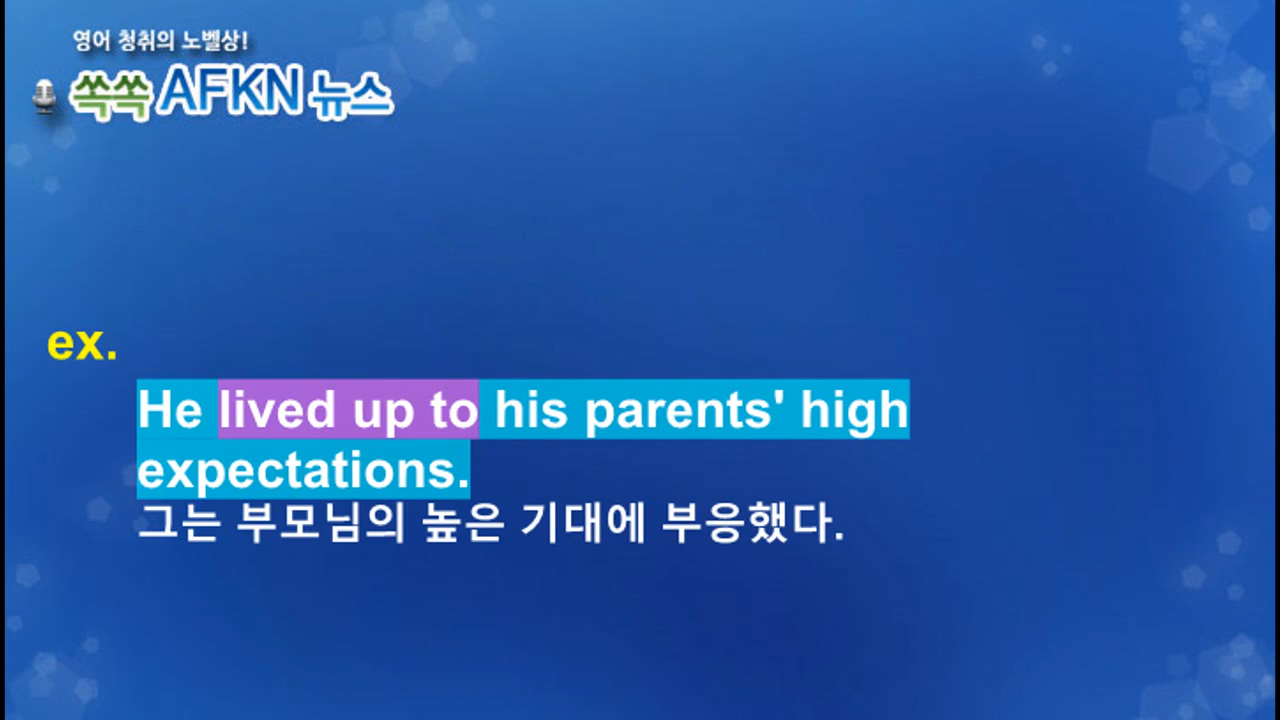 영어 청취의 노벨상!
쏙쏙 AFKN 뉴스
ex.
He lived up to his parents' high
expectations.
그는 부모님의 높은 기대에 부응했다.